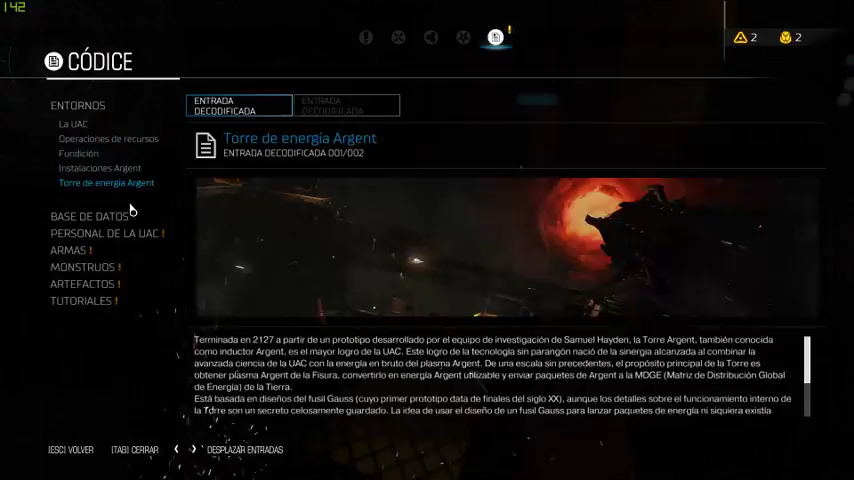 142
2
2
CÓDICE
ENTORNOS
La UAC
Operaciones de recursos
Fundición
Instalaciones Argent
Torre de energía Argent
BASE DE DATOS
PERSONAL DE LA UAC !
ARMAS !
MONSTRUOS !
ARTEFACTOS !
TUTORIALES !
ENTRADA
DECODIFICADA
ENTRADA
DECODIFICADA
Torre de energía Argent
ENTRADA DECODIFICADA 001/002
Terminada en 2127 a partir de un prototipo desarrollado por el equipo de investigación de Samuel Hayden, la Torre Argent, también conocida
como inductor Argent, es el mayor logro de la UAC. Este logro de la tecnología sin parangón nació de la sinergia alcanzada al combinar la
avanzada ciencia de la UAC con la energía en bruto del plasma Argent. De una escala sin precedentes, el propósito principal de la Torre es
obtener plasma Argent de la Fisura, convertirlo en energía Argent utilizable y enviar paquetes de Argent a la MDGE (Matriz de Distribución Global
de Energía) de la Tierra.
Está basada en diseños del fusil Gauss (cuyo primer prototipo data de finales del siglo XX), aunque los detalles sobre el funcionamiento interno de
la Torre son un secreto celosamente guardado. La idea de usar el diseño de un fusil Gauss para lanzar paquetes de energía ni siquiera existía
[ESC] VOLVER [TAB] CERRAR < > DESPLAZAR ENTRADAS